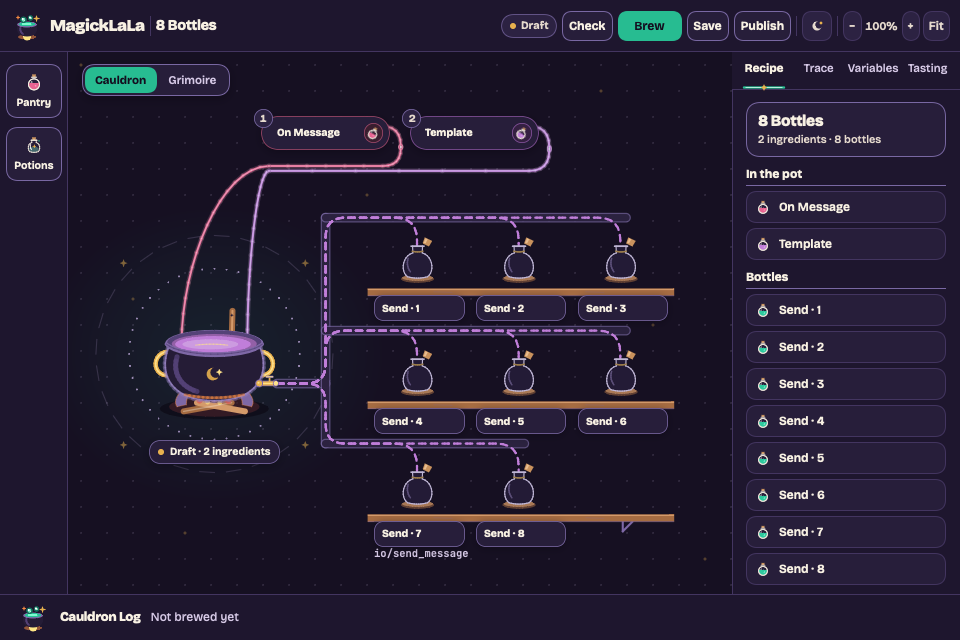 MagickLaLa
8 Bottles
Draft
Check
Brew
Save
Publish
−
100%
+
Fit
Pantry
Potions
Cauldron
Grimoire
1
On Message
2
Template
Send · 1
Send · 2
Send · 3
Send · 4
Send · 5
Send · 6
Send · 7
Send · 8
io/send_message
Draft · 2 ingredients
Recipe
Trace
Variables
Tasting
8 Bottles
2 ingredients · 8 bottles
In the pot
On Message
Template
Bottles
Send · 1
Send · 2
Send · 3
Send · 4
Send · 5
Send · 6
Send · 7
Send · 8
Cauldron Log
Not brewed yet